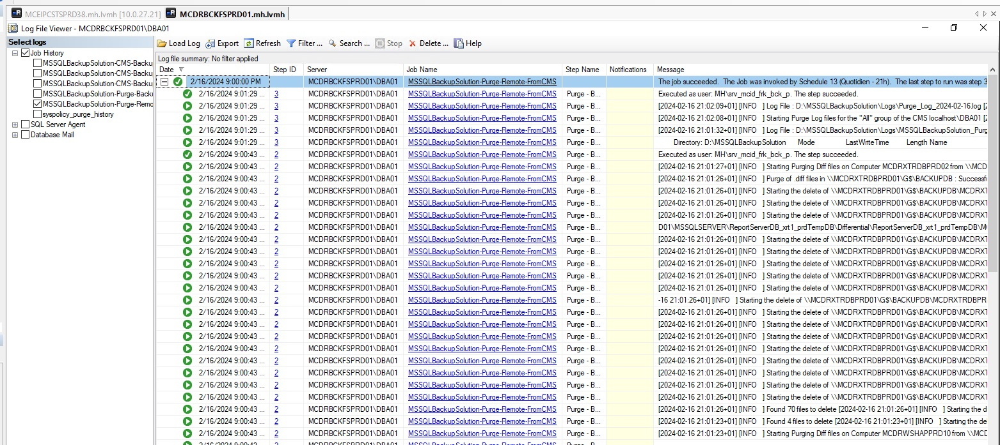 MCEIPCSTSPRD38.mh.lvmh [10.0.27.21] MCDRBCKFSPRD01.mh.lvmh
Log File Viewer - MCDRBCKFSPRD01\DBA01
Select logs
Job History
MSSQLBackupSolution-CMS-Backu
MSSQLBackupSolution-CMS-Backu
MSSQLBackupSolution-CMS-Backu
MSSQLBackupSolution-Purge-Back
MSSQLBackupSolution-Purge-Remo
syspolicy_purge_history
SQL Server Agent
Database Mail
Load Log Export Refresh Filter ... Search ... Stop Delete ... Help
Log file summary: No filter applied
Date Step ID Server Job Name Step Name Notifications Message
2/16/2024 9:00:00 PM MCDRBCKFSPRD01\DBA01 MSSQLBackupSolution-Purge-Remote-FromCMS The job succeeded. The Job was invoked by Schedule 13 (Quotidien - 21h). The last step to run was step 3
2/16/2024 9:01:29 ... 3 MCDRBCKFSPRD01\DBA01 MSSQLBackupSolution-Purge-Remote-FromCMS Purge - B... Executed as user: MH\srv_mcid_frk_bck_p. The step succeeded.
2/16/2024 9:01:29 ... 3 MCDRBCKFSPRD01\DBA01 MSSQLBackupSolution-Purge-Remote-FromCMS Purge - B... [2024-02-16 21:02:09+01] [INFO ] Log File : D:\MSSQLBackupSolution\Logs\Purge_Log_2024-02-16.log [2
2/16/2024 9:01:29 ... 3 MCDRBCKFSPRD01\DBA01 MSSQLBackupSolution-Purge-Remote-FromCMS Purge - B... [2024-02-16 21:02:08+01] [INFO ] Starting Purge Log files for the "All" group of the CMS localhost\DBA01 [2
2/16/2024 9:01:29 ... 3 MCDRBCKFSPRD01\DBA01 MSSQLBackupSolution-Purge-Remote-FromCMS Purge - B... [2024-02-16 21:01:32+01] [INFO ] Log File : D:\MSSQLBackupSolution\Logs\MSSQLBackupSolution_Purg
2/16/2024 9:01:29 ... 3 MCDRBCKFSPRD01\DBA01 MSSQLBackupSolution-Purge-Remote-FromCMS Purge - B... Directory: D:\MSSQLBackupSolution Mode LastWriteTime Length Name
2/16/2024 9:00:43 ... 2 MCDRBCKFSPRD01\DBA01 MSSQLBackupSolution-Purge-Remote-FromCMS Purge - B... Executed as user: MH\srv_mcid_frk_bck_p. The step succeeded.
2/16/2024 9:00:43 ... 2 MCDRBCKFSPRD01\DBA01 MSSQLBackupSolution-Purge-Remote-FromCMS Purge - B... [2024-02-16 21:01:27+01] [INFO ] Starting Purging Diff files on Computer MCDRXTRDBPRD02 from \\MCD
2/16/2024 9:00:43 ... 2 MCDRBCKFSPRD01\DBA01 MSSQLBackupSolution-Purge-Remote-FromCMS Purge - B... [2024-02-16 21:01:26+01] [INFO ] Purge of .diff files in \\MCDRXTRDBPRD01\G$\BACKUPDB : Successfu
2/16/2024 9:00:43 ... 2 MCDRBCKFSPRD01\DBA01 MSSQLBackupSolution-Purge-Remote-FromCMS Purge - B... [2024-02-16 21:01:26+01] [INFO ] Starting the delete of \\MCDRXTRDBPRD01\G$\BACKUPDB\MCDRXT
2/16/2024 9:00:43 ... 2 MCDRBCKFSPRD01\DBA01 MSSQLBackupSolution-Purge-Remote-FromCMS Purge - B... [2024-02-16 21:01:26+01] [INFO ] Starting the delete of \\MCDRXTRDBPRD01\G$\BACKUPDB\MCDRXT
2/16/2024 9:00:43 ... 2 MCDRBCKFSPRD01\DBA01 MSSQLBackupSolution-Purge-Remote-FromCMS Purge - B... [2024-02-16 21:01:26+01] [INFO ] Starting the delete of \\MCDRXTRDBPRD01\G$\BACKUPDB\MCDRXT
2/16/2024 9:00:43 ... 2 MCDRBCKFSPRD01\DBA01 MSSQLBackupSolution-Purge-Remote-FromCMS Purge - B... D01\MSSQLSERVER\ReportServerDB_xrt1_prdTempDB\Differential\ReportServerDB_xrt1_prdTempDB\M
2/16/2024 9:00:43 ... 2 MCDRBCKFSPRD01\DBA01 MSSQLBackupSolution-Purge-Remote-FromCMS Purge - B... [2024-02-16 21:01:26+01] [INFO ] Starting the delete of \\MCDRXTRDBPRD01\G$\BACKUPDB\MCDRXT
2/16/2024 9:00:43 ... 2 MCDRBCKFSPRD01\DBA01 MSSQLBackupSolution-Purge-Remote-FromCMS Purge - B... [2024-02-16 21:01:26+01] [INFO ] Starting the delete of \\MCDRXTRDBPRD01\G$\BACKUPDB\MCDRXT
2/16/2024 9:00:43 ... 2 MCDRBCKFSPRD01\DBA01 MSSQLBackupSolution-Purge-Remote-FromCMS Purge - B... [2024-02-16 21:01:26+01] [INFO ] Starting the delete of \\MCDRXTRDBPRD01\G$\BACKUPDB\MCDRXT
2/16/2024 9:00:43 ... 2 MCDRBCKFSPRD01\DBA01 MSSQLBackupSolution-Purge-Remote-FromCMS Purge - B... [2024-02-16 21:01:26+01] [INFO ] Starting the delete of \\MCDRXTRDBPRD01\G$\BACKUPDB\MCDRXT
2/16/2024 9:00:43 ... 2 MCDRBCKFSPRD01\DBA01 MSSQLBackupSolution-Purge-Remote-FromCMS Purge - B... [2024-02-16 21:01:26+01] [INFO ] Starting the delete of \\MCDRXTRDBPRD01\G$\BACKUPDB\MCDRXT
2/16/2024 9:00:43 ... 2 MCDRBCKFSPRD01\DBA01 MSSQLBackupSolution-Purge-Remote-FromCMS Purge - B... -16 21:01:26+01] [INFO ] Starting the delete of \\MCDRXTRDBPRD01\G$\BACKUPDB\MCDRXTRDBPR
2/16/2024 9:00:43 ... 2 MCDRBCKFSPRD01\DBA01 MSSQLBackupSolution-Purge-Remote-FromCMS Purge - B... [2024-02-16 21:01:26+01] [INFO ] Starting the delete of \\MCDRXTRDBPRD01\G$\BACKUPDB\MCDRXT
2/16/2024 9:00:43 ... 2 MCDRBCKFSPRD01\DBA01 MSSQLBackupSolution-Purge-Remote-FromCMS Purge - B... [2024-02-16 21:01:26+01] [INFO ] Starting the delete of \\MCDRXTRDBPRD01\G$\BACKUPDB\MCDRXT
2/16/2024 9:00:43 ... 2 MCDRBCKFSPRD01\DBA01 MSSQLBackupSolution-Purge-Remote-FromCMS Purge - B... [2024-02-16 21:01:26+01] [INFO ] Starting the delete of \\MCDRXTRDBPRD01\G$\BACKUPDB\MCDRXT
2/16/2024 9:00:43 ... 2 MCDRBCKFSPRD01\DBA01 MSSQLBackupSolution-Purge-Remote-FromCMS Purge - B... [2024-02-16 21:01:26+01] [INFO ] Starting the delete of \\MCDRXTRDBPRD01\G$\BACKUPDB\MCDRXT
2/16/2024 9:00:43 ... 2 MCDRBCKFSPRD01\DBA01 MSSQLBackupSolution-Purge-Remote-FromCMS Purge - B... [2024-02-16 21:01:26+01] [INFO ] Starting the delete of \\MCDRXTRDBPRD01\G$\BACKUPDB\MCDRXT
2/16/2024 9:00:43 ... 2 MCDRBCKFSPRD01\DBA01 MSSQLBackupSolution-Purge-Remote-FromCMS Purge - B... [2024-02-16 21:01:26+01] [INFO ] Starting the delete of \\MCDRXTRDBPRD01\G$\BACKUPDB\MCDRXT
2/16/2024 9:00:43 ... 2 MCDRBCKFSPRD01\DBA01 MSSQLBackupSolution-Purge-Remote-FromCMS Purge - B... [2024-02-16 21:01:26+01] [INFO ] Starting the delete of \\MCDRXTRDBPRD01\G$\BACKUPDB\MCDRXT
2/16/2024 9:00:43 ... 2 MCDRBCKFSPRD01\DBA01 MSSQLBackupSolution-Purge-Remote-FromCMS Purge - B... [2024-02-16 21:01:26+01] [INFO ] Starting the delete of \\MCDRXTRDBPRD01\G$\BACKUPDB\MCDRXT
2/16/2024 9:00:43 ... 2 MCDRBCKFSPRD01\DBA01 MSSQLBackupSolution-Purge-Remote-FromCMS Purge - B... [2024-02-16 21:01:26+01] [INFO ] Found 70 files to delete [2024-02-16 21:01:26+01] [INFO ] Starting the d
2/16/2024 9:00:43 ... 2 MCDRBCKFSPRD01\DBA01 MSSQLBackupSolution-Purge-Remote-FromCMS Purge - B... [2024-02-16 21:01:23+01] [INFO ] Found 4 files to delete [2024-02-16 21:01:23+01] [INFO ] Starting the de
2/16/2024 9:00:43 ... 2 MCDRBCKFSPRD01\DBA01 MSSQLBackupSolution-Purge-Remote-FromCMS Purge - B... [2024-02-16 21:01:23+01] [INFO ] Starting Purging Diff files on Computer MCDRWSHAPPRD10 from \\MC